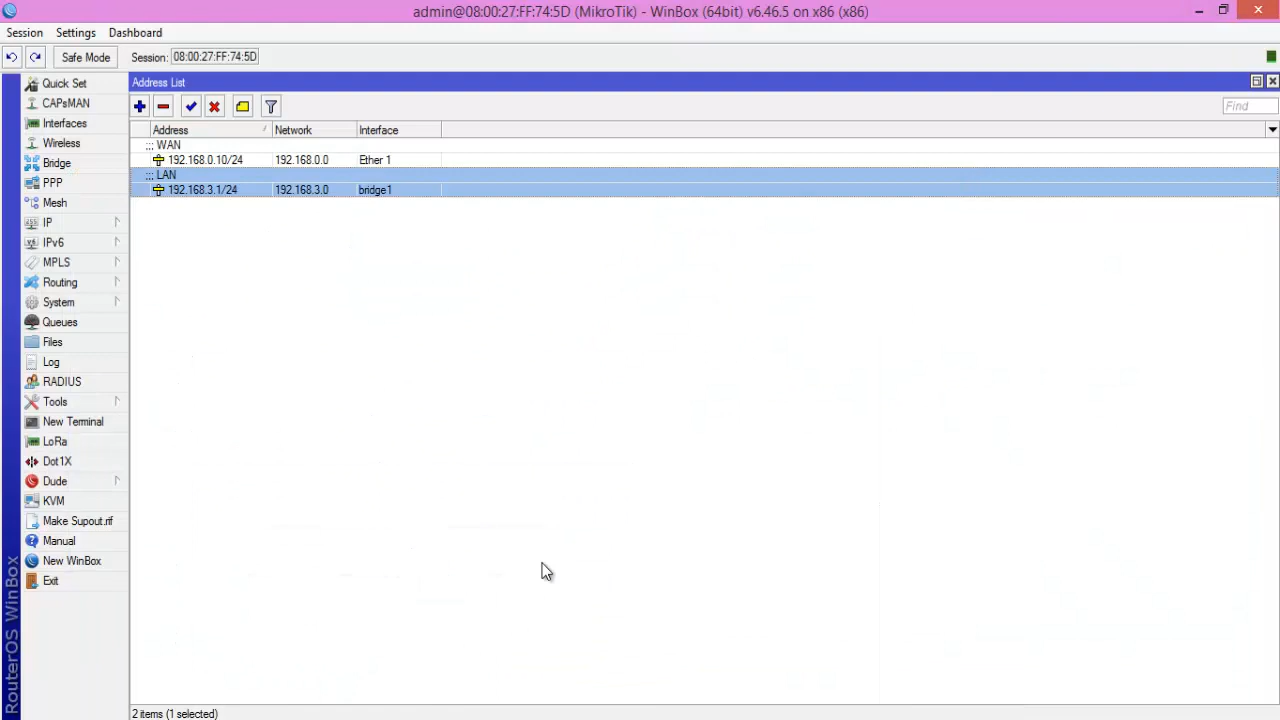 admin@08:00:27:FF:74:5D (MikroTik) - WinBox (64bit) v6.46.5 on x86 (x86)
Session Settings Dashboard
Safe Mode Session: 08:00:27:FF:74:5D
Quick Set
CAPsMAN
Interfaces
Wireless
Bridge
PPP
Mesh
IP
IPv6
MPLS
Routing
System
Queues
Files
Log
RADIUS
Tools
New Terminal
LoRa
Dot1X
Dude
KVM
Make Supout.rif
Manual
New WinBox
Exit
RouterOS WinBox
Address List
Find
Address Network Interface
::: WAN
192.168.0.10/24 192.168.0.0 Ether 1
::: LAN
192.168.3.1/24 192.168.3.0 bridge1
2 items (1 selected)